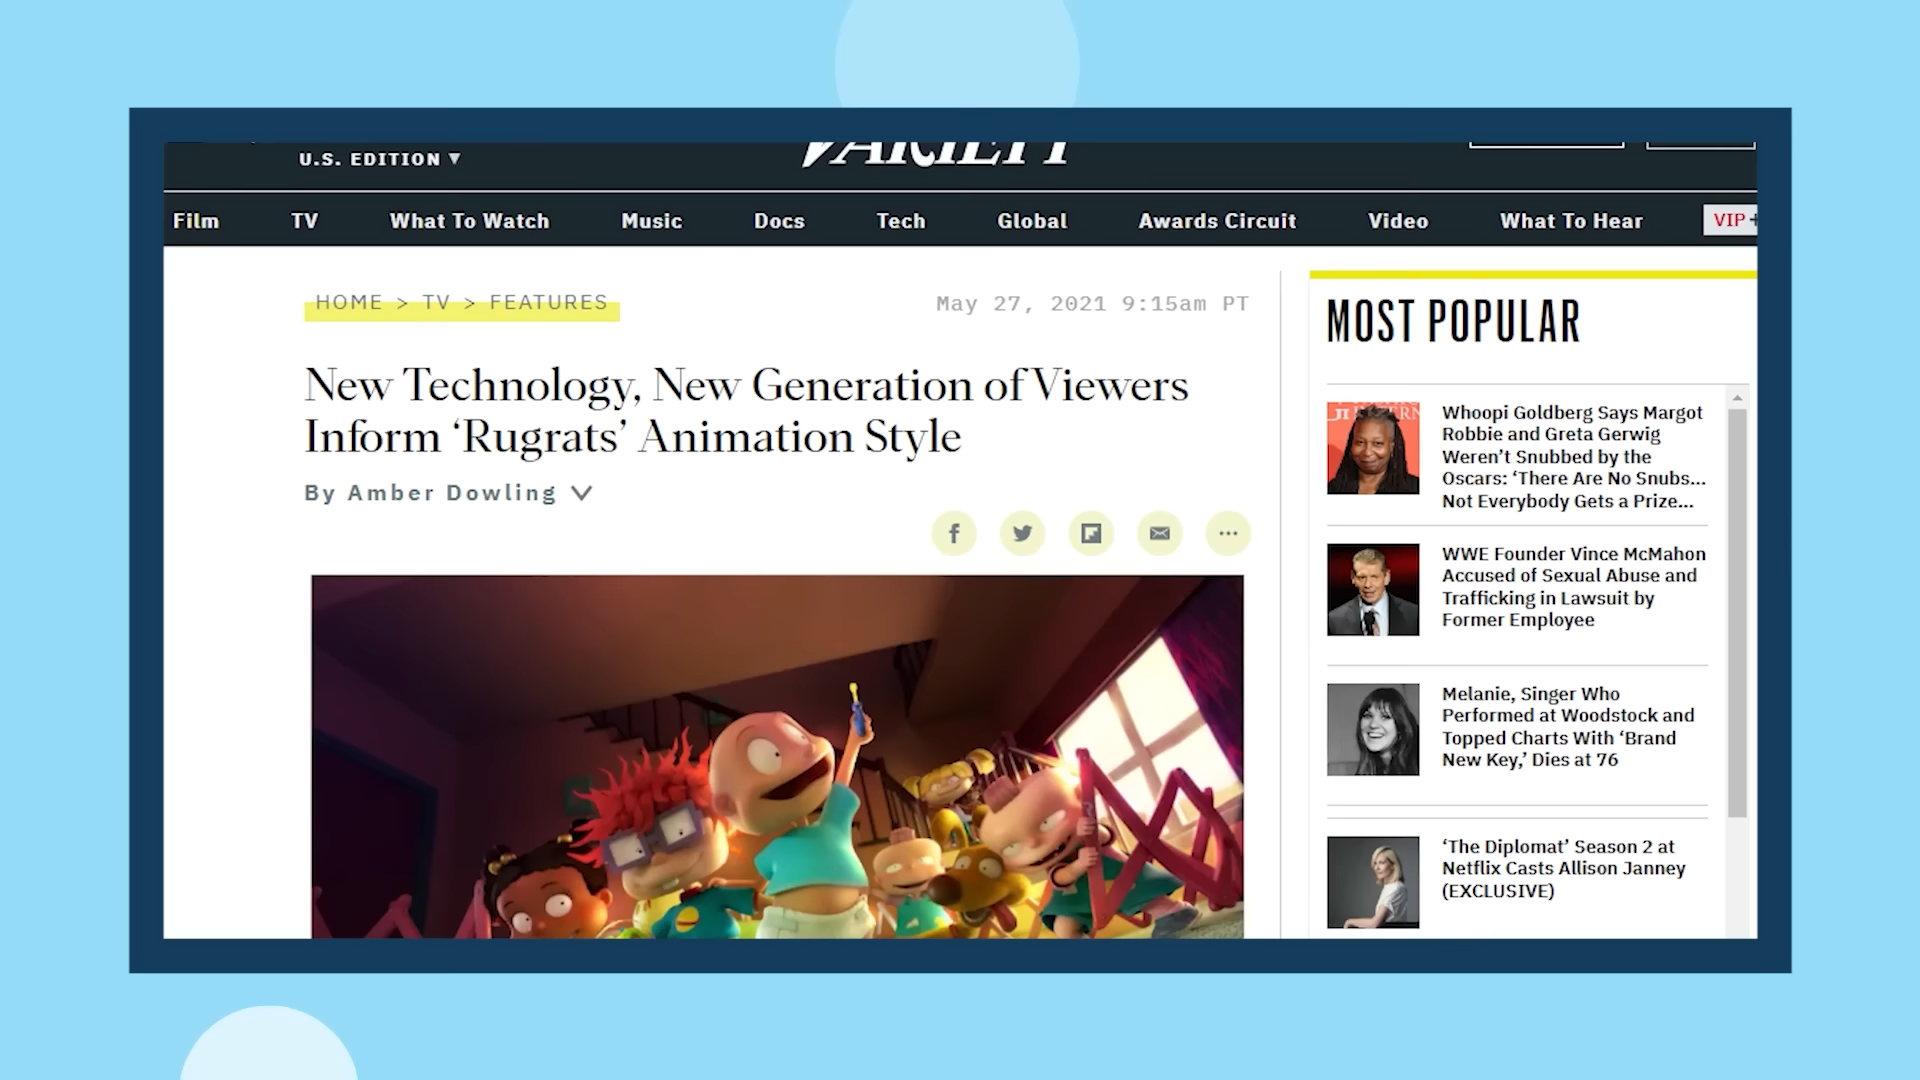 U.S. EDITION ▼
VARIETY
Film TV What To Watch Music Docs Tech Global Awards Circuit Video What To Hear VIP+
HOME > TV > FEATURES
May 27, 2021 9:15am PT
New Technology, New Generation of Viewers
Inform ‘Rugrats’ Animation Style
By Amber Dowling
MOST POPULAR
Whoopi Goldberg Says Margot
Robbie and Greta Gerwig
Weren’t Snubbed by the
Oscars: ‘There Are No Snubs...
Not Everybody Gets a Prize...
WWE Founder Vince McMahon
Accused of Sexual Abuse and
Trafficking in Lawsuit by
Former Employee
Melanie, Singer Who
Performed at Woodstock and
Topped Charts With ‘Brand
New Key,’ Dies at 76
‘The Diplomat’ Season 2 at
Netflix Casts Allison Janney
(EXCLUSIVE)